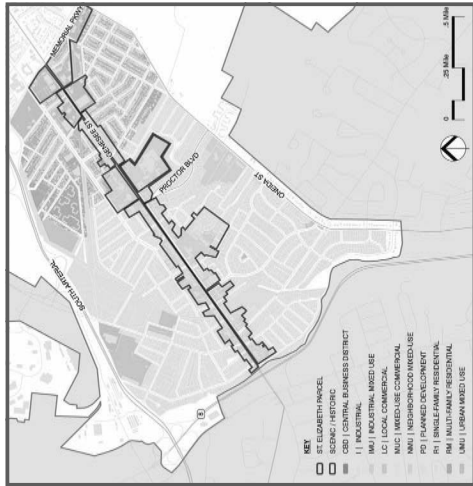 MEMORIAL PKWY
GENESEE ST
PROCTOR BLVD
ONEIDA ST
SOUTH ARTERIAL
8
KEY
ST. ELIZABETH PARCEL
SCENIC / HISTORIC
CBD | CENTRAL BUSINESS DISTRICT
I | INDUSTRIAL
IMU | INDUSTRIAL MIXED USE
LC | LOCAL COMMERCIAL
MUC | MIXED-USE COMMERCIAL
NMU | NEIGHBORHOOD MIXED-USE
PD | PLANNED DEVELOPMENT
R1 | SINGLE-FAMILY RESIDENTIAL
RM | MULTI-FAMILY RESIDENTIAL
UMU | URBAN MIXED USE
0 .25 Mile .5 Mile